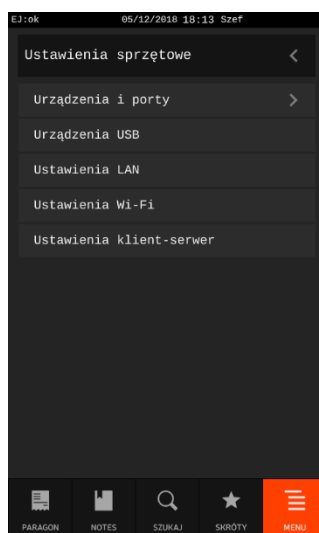 EJ:ok 05/12/2018 18:13 Szef
Ustawienia sprzętowe
Urządzenia i porty
Urządzenia USB
Ustawienia LAN
Ustawienia Wi-Fi
Ustawienia klient-serwer
PARAGON NOTES SZUKAJ SKRÓTY MENU